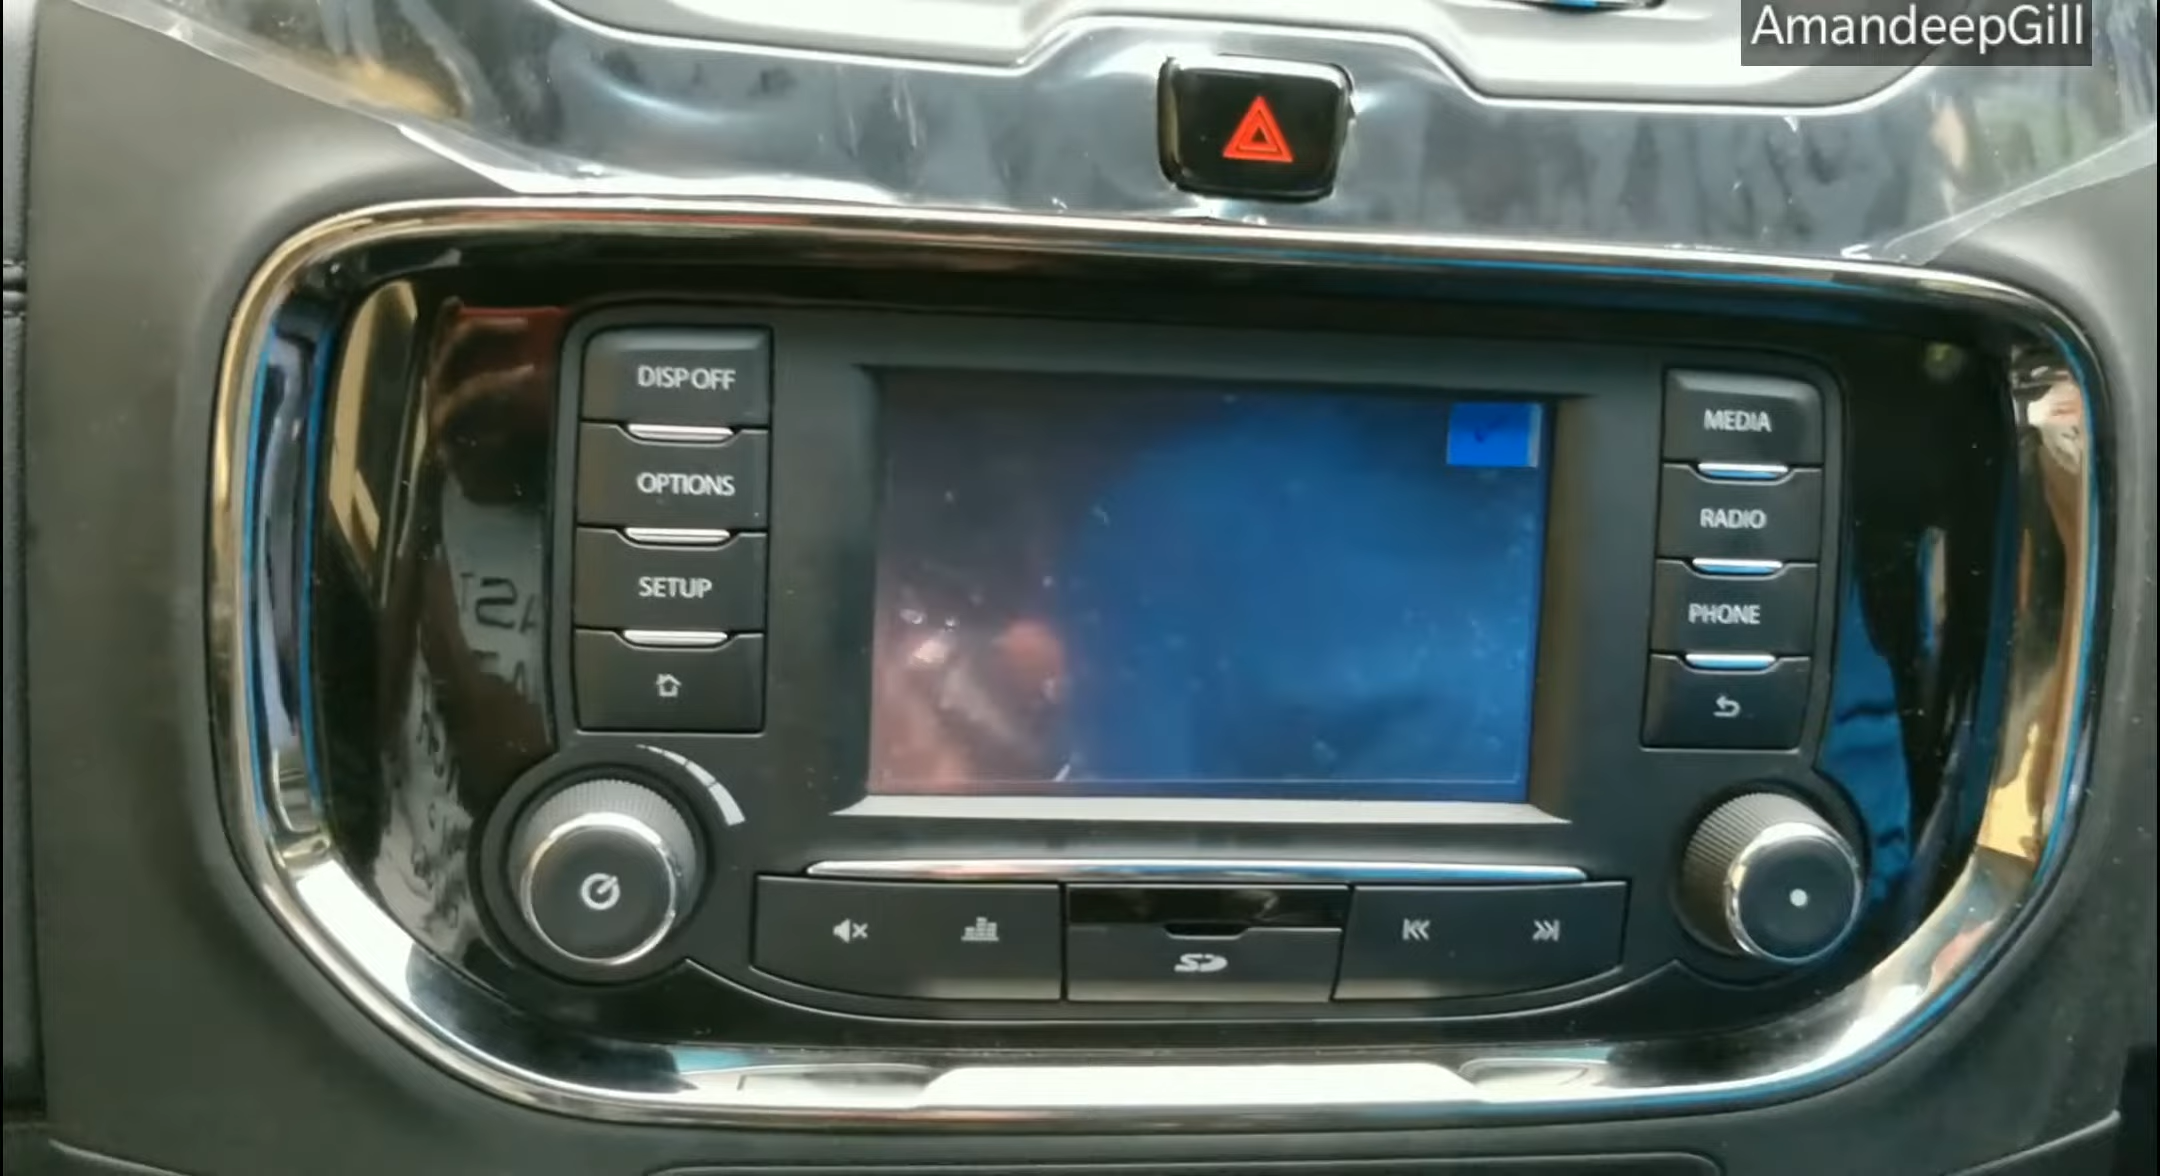 AmandeepGill
DISP OFF
OPTIONS
SETUP
MEDIA
RADIO
PHONE
SD